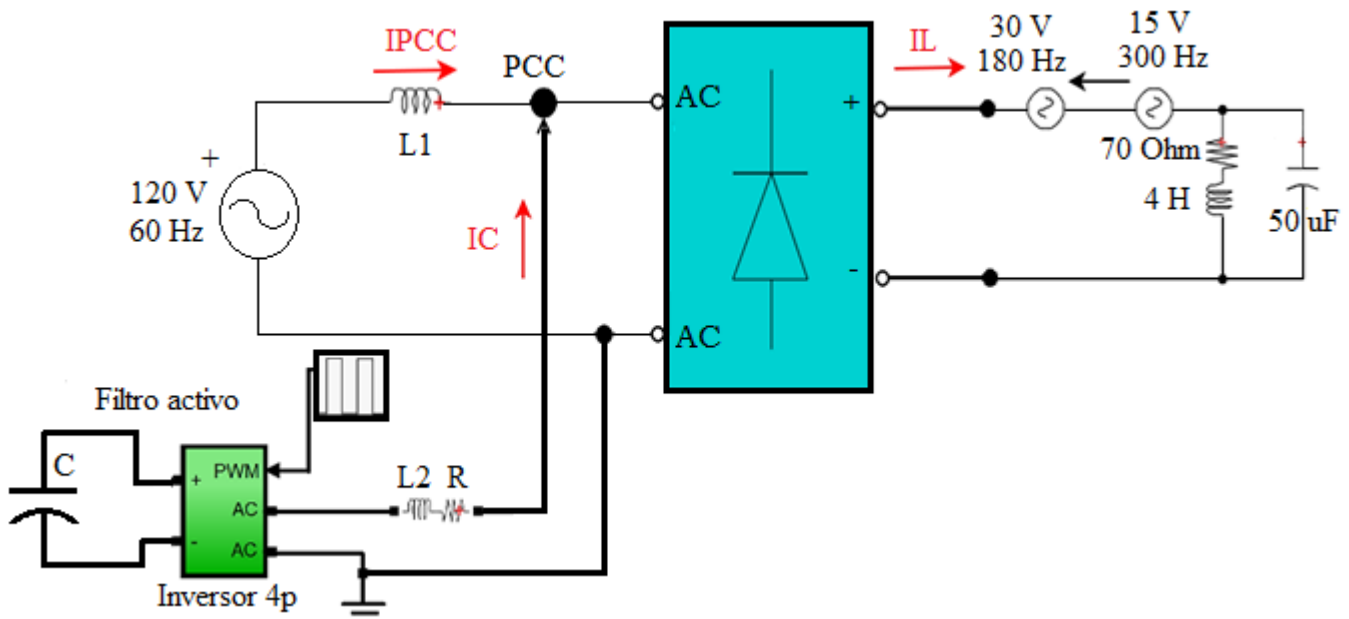 IPCC
PCC
L1
+
120 V
60 Hz
IC
AC
AC
+
-
IL
30 V
180 Hz
15 V
300 Hz
70 Ohm
4 H
50 uF
Filtro activo
C
+
-
PWM
AC
AC
L2 R
Inversor 4p